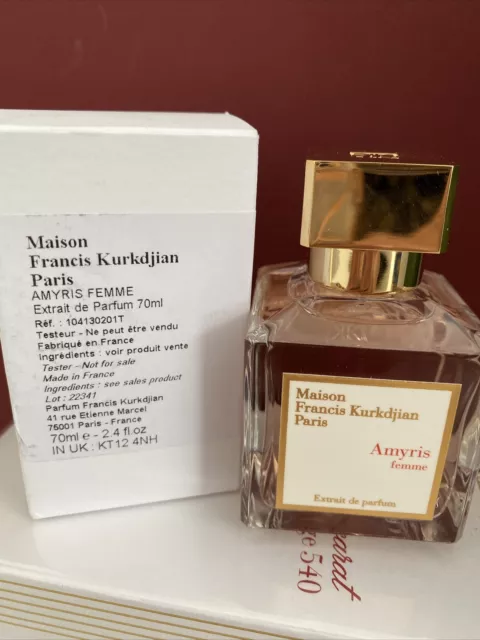 Maison
Francis Kurkdjian
Paris
AMYRIS FEMME
Extrait de Parfum 70ml
Réf. : 104130201T
Testeur - Ne peut être vendu
Fabriqué en France
Ingrédients : voir produit vente
Tester - Not for sale
Made in France
Ingredients : see sales product
Lot : 22341
Parfum Francis Kurkdjian
41 rue Etienne Marcel
75001 Paris - France
70ml e - 2.4 fl.oz
IN UK : KT12 4NH
Maison
Francis Kurkdjian
Paris
Amyris
femme
Extrait de parfum
carat
ge 540